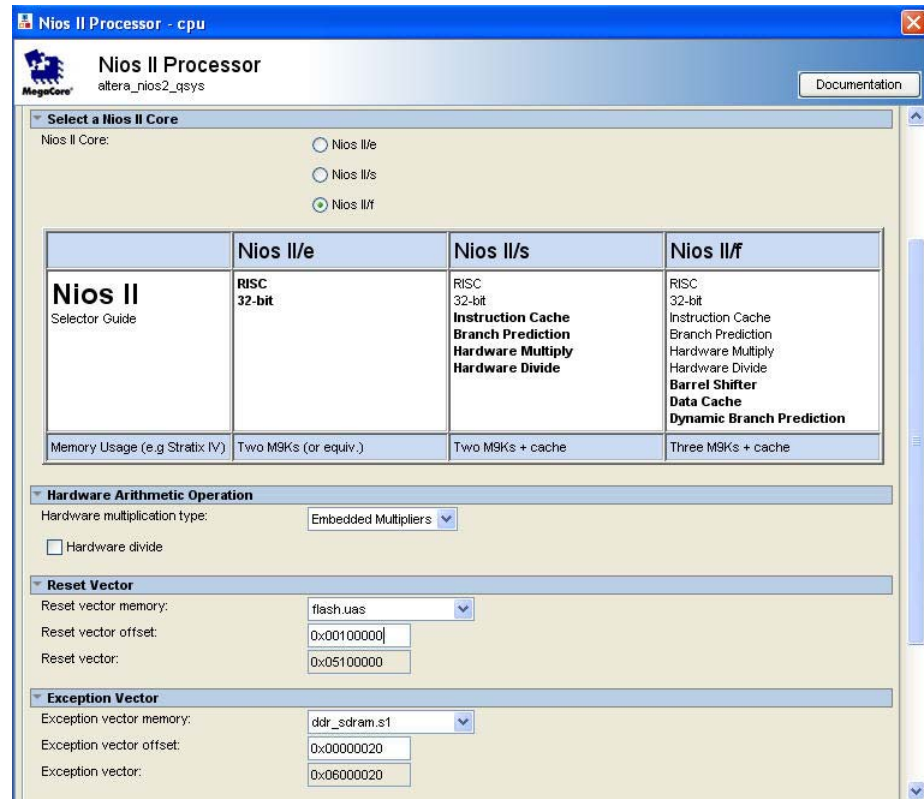 Nios II Processor - cpu
Nios II Processor
altera_nios2_qsys
MegaCore®
Documentation
Select a Nios II Core
Nios II Core:
Nios II/e
Nios II/s
Nios II/f
Nios II/e Nios II/s Nios II/f
Nios II
Selector Guide
RISC
32-bit
RISC
32-bit
Instruction Cache
Branch Prediction
Hardware Multiply
Hardware Divide
RISC
32-bit
Instruction Cache
Branch Prediction
Hardware Multiply
Hardware Divide
Barrel Shifter
Data Cache
Dynamic Branch Prediction
Memory Usage (e.g Stratix IV) Two M9Ks (or equiv.) Two M9Ks + cache Three M9Ks + cache
Hardware Arithmetic Operation
Hardware multiplication type: Embedded Multipliers
Hardware divide
Reset Vector
Reset vector memory: flash.uas
Reset vector offset: 0x00100000
Reset vector: 0x05100000
Exception Vector
Exception vector memory: ddr_sdram.s1
Exception vector offset: 0x00000020
Exception vector: 0x06000020